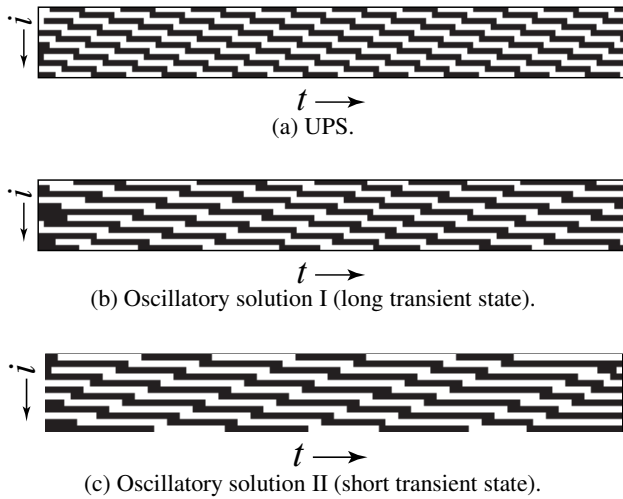 i
t
(a) UPS.
i
t
(b) Oscillatory solution I (long transient state).
i
t
(c) Oscillatory solution II (short transient state).